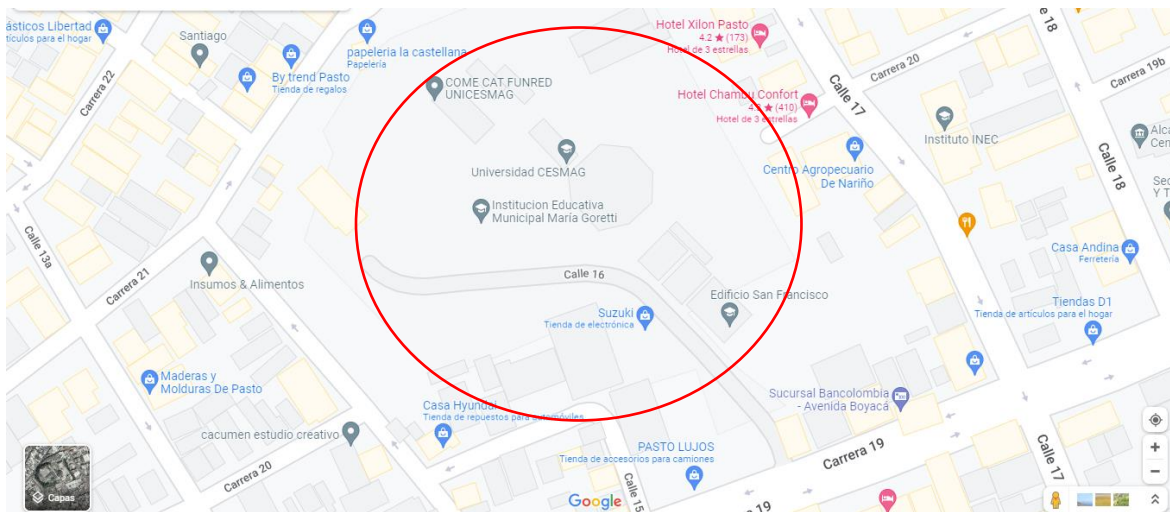 ásticos Libertad
tículos para el hogar
Carrera 22
Santiago
By trend Pasto
Tienda de regalos
papeleria la castellana
Papelería
COME CAT FUNRED
UNICESMAG
Hotel Xilon Pasto
4.2 ★ (173)
Hotel de 3 estrellas
Hotel Chambu Confort
(410)
Hotel de 3 estrellas
Calle 17
Carrera 20
Calle 18
Carrera 19b
Instituto INEC
Alca
Cen
Calle 18
Sec
Y T
Universidad CESMAG
Institucion Educativa
Municipal María Goretti
Centro Agropecuario
De Nariño
Calle 13a
Carrera 21
Insumos & Alimentos
Calle 16
Edificio San Francisco
Suzuki
Tienda de electrónica
Casa Andina
Ferretería
Tiendas D1
Tienda de artículos para el hogar
Maderas y
Molduras De Pasto
Casa Hyundai
Tienda de repuestos para automóviles
Sucursal Bancolombia
- Avenida Boyacá
cacumen estudio creativo
PASTO LUJOS
Tienda de accesorios para camiones
Carrera 19
Calle 17
Carrera 20
Calle 15
19
Capas
Google